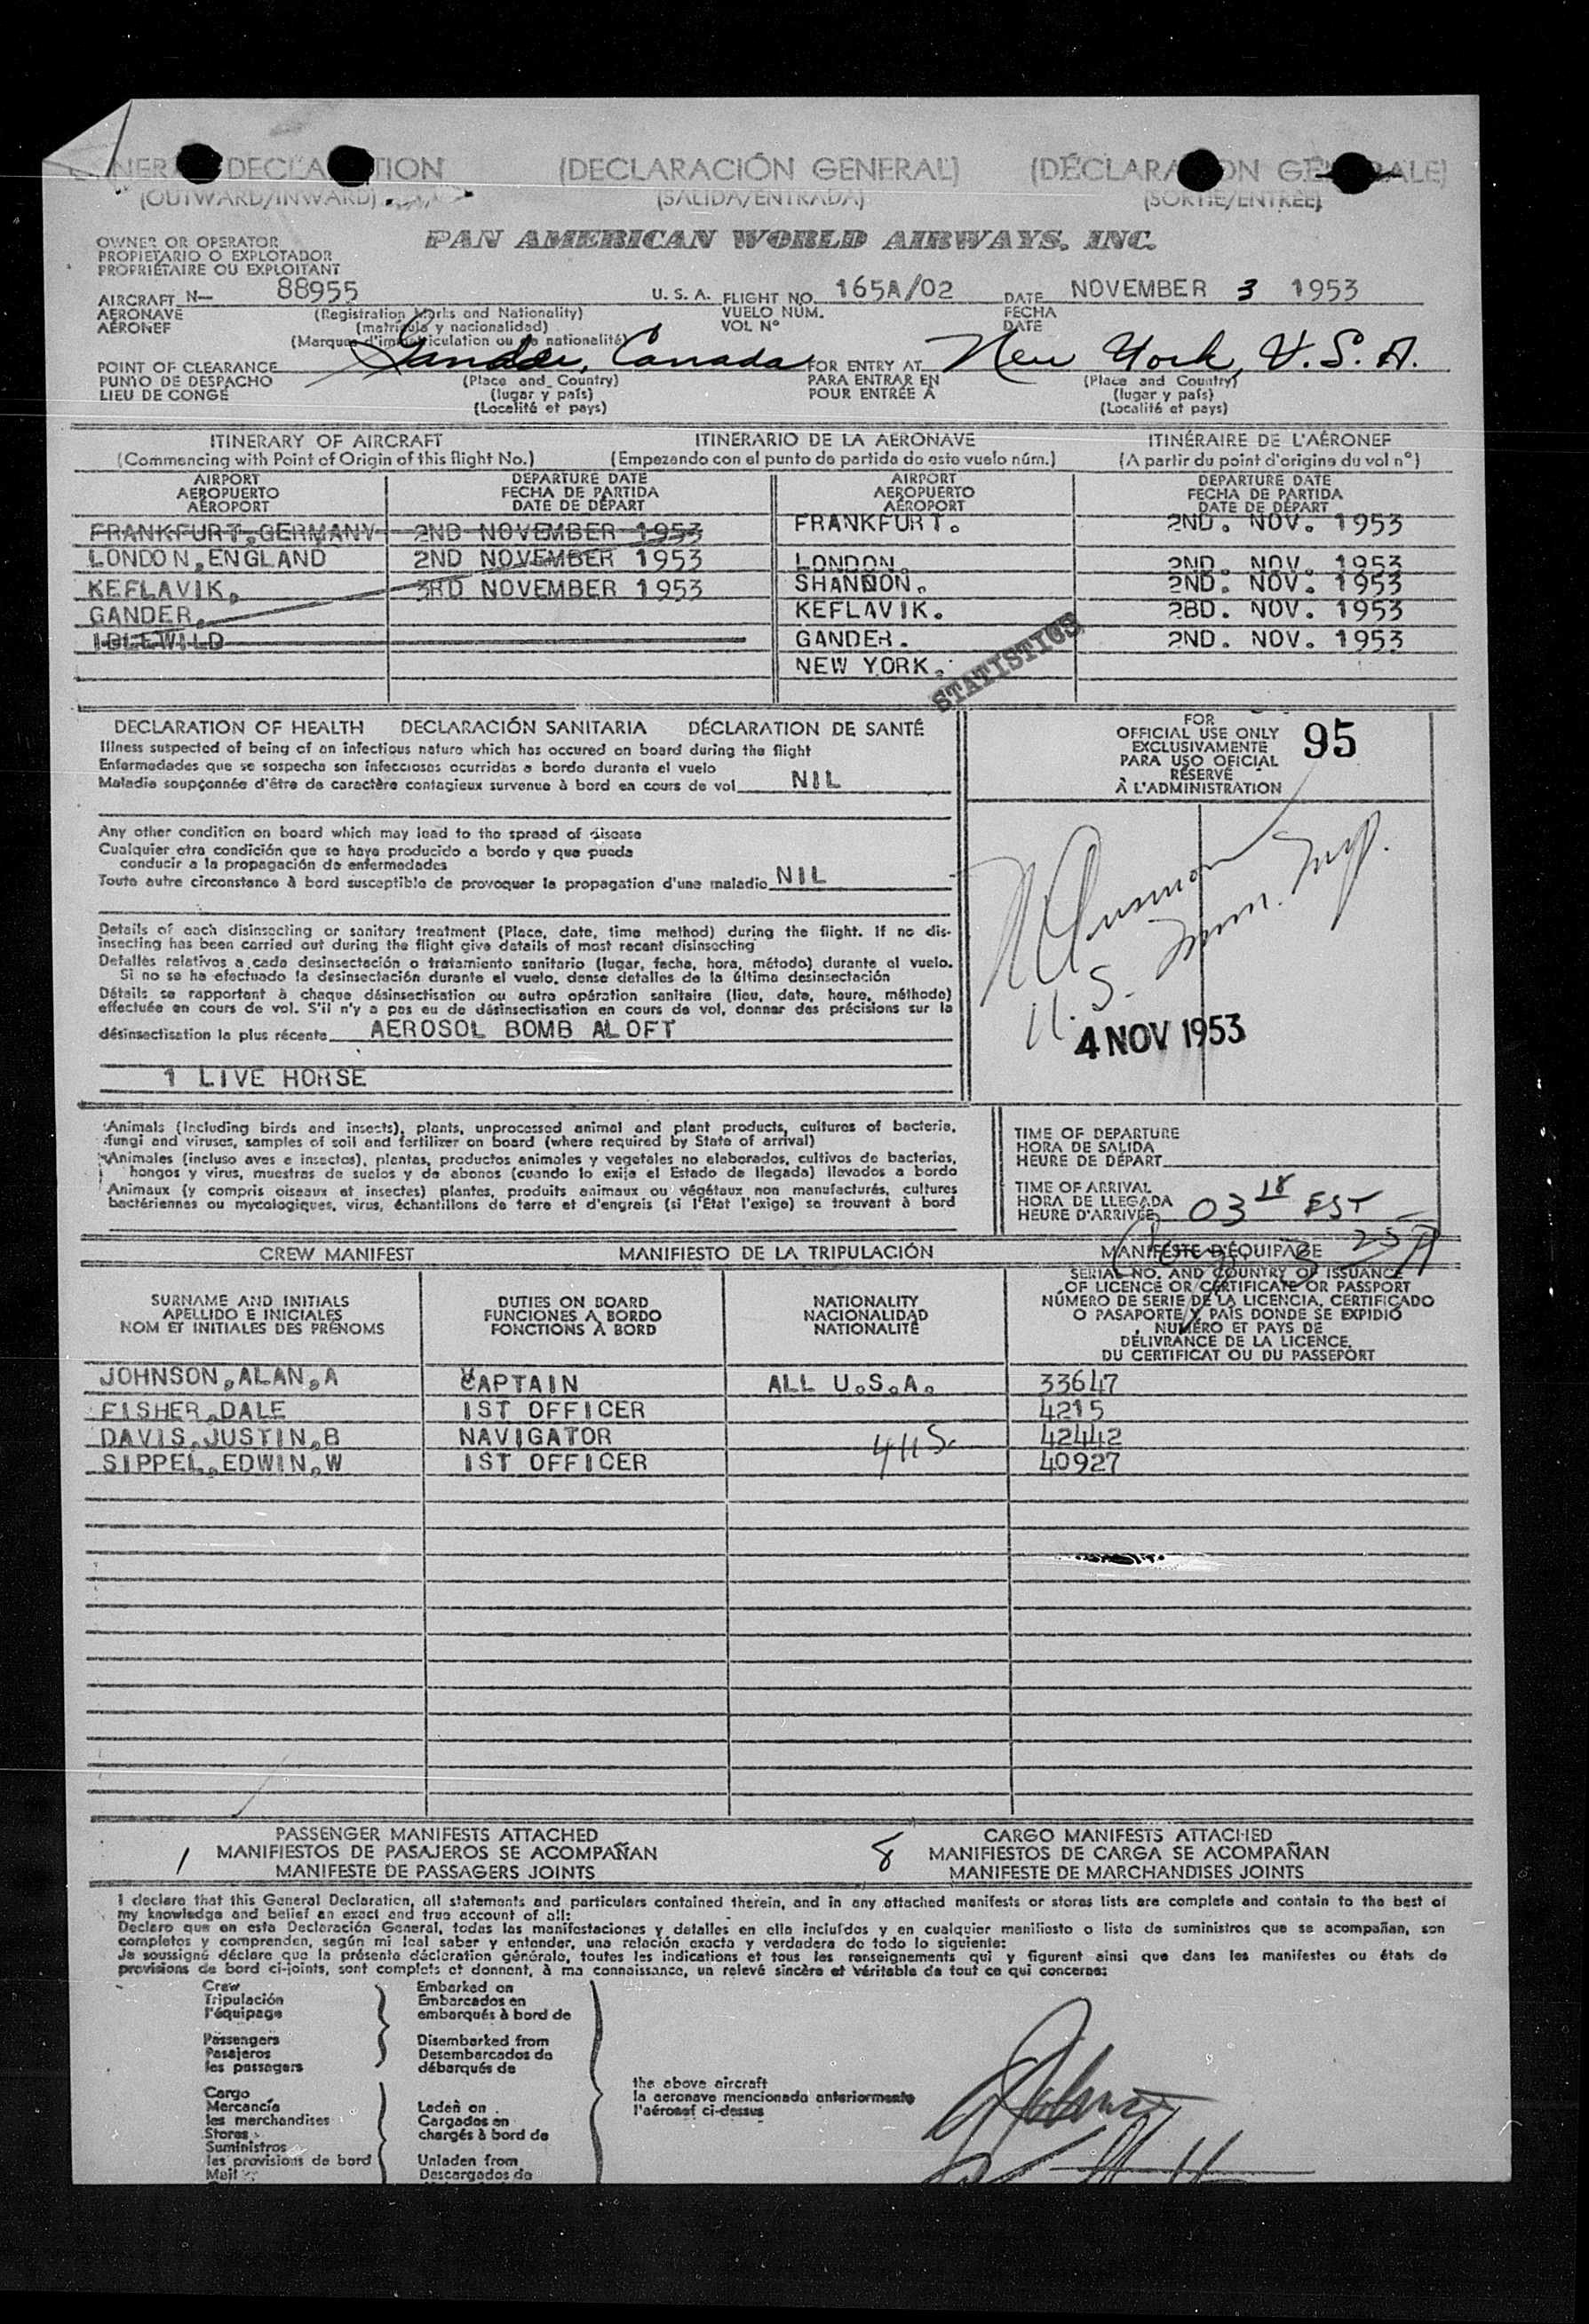 DECLARACIÓN GENERAL)
(OUTWARD/INWARD) (SALIDA/ENTRADA) (SORTIE/ENTRÉE)
OWNER OR OPERATOR
PROPIETARIO O EXPLOTADOR
PROPRIÉTAIRE OU EXPLOITANT
PAN AMERICAN WORLD AIRWAYS, INC.
AIRCRAFT N— 88955 U. S. A. FLIGHT NO. 165A/02 DATE NOVEMBER 3 1953
AERONAVE (Registration Marks and Nationality) VUELO NÚM. FECHA
AÉRONEF (matrícula y nacionalidad) VOL Nº DATE
(Marques d'immatriculation ou de nationalité)
POINT OF CLEARANCE Gander, Canada FOR ENTRY AT New York, U.S.A.
PUNTO DE DESPACHO (Place and Country) PARA ENTRAR EN (Place and Country)
LIEU DE CONGÉ (lugar y país) POUR ENTRÉE À (lugar y país)
(Localité et pays) (Localité et pays)
ITINERARY OF AIRCRAFT ITINERARIO DE LA AERONAVE ITINÉRAIRE DE L'AÉRONEF
(Commencing with Point of Origin of this flight No.) (Empezando con el punto de partida de este vuelo núm.) (A partir du point d'origine du vol nº)
AIRPORT DEPARTURE DATE AIRPORT DEPARTURE DATE
AEROPUERTO FECHA DE PARTIDA AEROPUERTO FECHA DE PARTIDA
AÉROPORT DATE DE DÉPART AÉROPORT DATE DE DÉPART
FRANKFURT,GERMANY 2ND NOVEMBER 1953 FRANKFURT. 2ND. NOV. 1953
LONDON,ENGLAND 2ND NOVEMBER 1953 LONDON. 2ND. NOV. 1953
SHANNON. 2ND. NOV. 1953
KEFLAVIK, 3RD NOVEMBER 1953 KEFLAVIK. 2BD. NOV. 1953
GANDER, GANDER. 2ND. NOV. 1953
IDLEWILD NEW YORK.
STATISTICS
DECLARATION OF HEALTH DECLARACIÓN SANITARIA DÉCLARATION DE SANTÉ
Illness suspected of being of an infectious nature which has occured on board during the flight
Enfermedades que se sospecha son infecciosas ocurridas a bordo durante el vuelo
Maladie soupçonnée d'être de caractère contagieux survenue à bord en cours de vol NIL
Any other condition on board which may lead to the spread of disease
Cualquier otra condición que se haya producido a bordo y que pueda
conducir a la propagación de enfermedades
Toute autre circonstance à bord susceptible de provoquer la propagation d'une maladie NIL
Details of each disinsecting or sanitary treatment (Place, date, time method) during the flight. If no dis-
insecting has been carried out during the flight give details of most recent disinsecting
Detalles relativos a cada desinsectación o tratamiento sanitario (lugar, fecha, hora, método) durante el vuelo.
Si no se ha efectuado la desinsectación durante el vuelo, dense detalles de la última desinsectación
Détails se rapportant à chaque désinsectisation ou autre opération sanitaire (lieu, date, heure, méthode)
effectuée en cours de vol. S'il n'y a pas eu de désinsectisation en cours de vol, donner des précisions sur la
désinsectisation la plus récente AEROSOL BOMB ALOFT
1 LIVE HORSE
FOR
OFFICIAL USE ONLY
EXCLUSIVAMENTE
PARA USO OFICIAL
RÉSERVÉ
À L'ADMINISTRATION
95
U.S. Imm. Insp.
4 NOV 1953
Animals (including birds and insects), plants, unprocessed animal and plant products, cultures of bacteria,
fungi and viruses, samples of soil and fertilizer on board (where required by State of arrival)
Animales (incluso aves e insectos), plantas, productos animales y vegetales no elaborados, cultivos de bacterias,
hongos y virus, muestras de suelos y de abonos (cuando lo exija el Estado de llegada) llevados a bordo
Animaux (y compris oiseaux et insectes) plantes, produits animaux ou végétaux non manufacturés, cultures
bactériennes ou mycologiques, virus, échantillons de terre et d'engrais (si l'État l'exige) se trouvant à bord
TIME OF DEPARTURE
HORA DE SALIDA
HEURE DE DÉPART
TIME OF ARRIVAL
HORA DE LLEGADA
HEURE D'ARRIVÉE 03 18 EST
CREW MANIFEST MANIFIESTO DE LA TRIPULACIÓN MANIFESTE D'ÉQUIPAGE
SURNAME AND INITIALS
APELLIDO E INICIALES
NOM ET INITIALES DES PRÉNOMS
DUTIES ON BOARD
FUNCIONES A BORDO
FONCTIONS À BORD
NATIONALITY
NACIONALIDAD
NATIONALITÉ
SERIAL NO. AND COUNTRY OF ISSUANCE
OF LICENCE OR CERTIFICATE OR PASSPORT
NÚMERO DE SERIE DE LA LICENCIA, CERTIFICADO
O PASAPORTE Y PAÍS DONDE SE EXPIDIÓ
NUMÉRO ET PAYS DE
DÉLIVRANCE DE LA LICENCE,
DU CERTIFICAT OU DU PASSEPORT
JOHNSON,ALAN,A CAPTAIN ALL U.S.A. 33647
FISHER,DALE 1ST OFFICER 4215
DAVIS,JUSTIN,B NAVIGATOR 42442
SIPPEL,EDWIN,W 1ST OFFICER 40927
PASSENGER MANIFESTS ATTACHED CARGO MANIFESTS ATTACHED
1 MANIFIESTOS DE PASAJEROS SE ACOMPAÑAN 8 MANIFIESTOS DE CARGA SE ACOMPAÑAN
MANIFESTE DE PASSAGERS JOINTS MANIFESTE DE MARCHANDISES JOINTS
I declare that this General Declaration, all statements and particulars contained therein, and in any attached manifests or stores lists are complete and contain to the best of
my knowledge and belief an exact and true account of all:
Declaro que en esta Declaración General, todas las manifestaciones y detalles en ella incluídos y en cualquier manifiesto o lista de suministros que se acompañan, son
completos y comprenden, según mi leal saber y entender, una relación exacta y verdadera de todo lo siguiente:
Je soussigné déclare que la présente déclaration générale, toutes les indications et tous les renseignements qui y figurent ainsi que dans les manifestes ou états de
provisions de bord ci-joints, sont complets et donnent, à ma connaissance, un relevé sincère et véritable de tout ce qui concerne:
Crew Embarked on
Tripulación Embarcados en
l'équipage embarqués à bord de
Passengers Disembarked from
Pasajeros Desembarcados de
les passagers débarqués de
the above aircraft
la aeronave mencionada anteriormente
l'aéronef ci-dessus
Cargo
Mercancía Laden on
les marchandises Cargados en
Stores chargés à bord de
Suministros
les provisions de bord Unladen from
Mail Descargados de